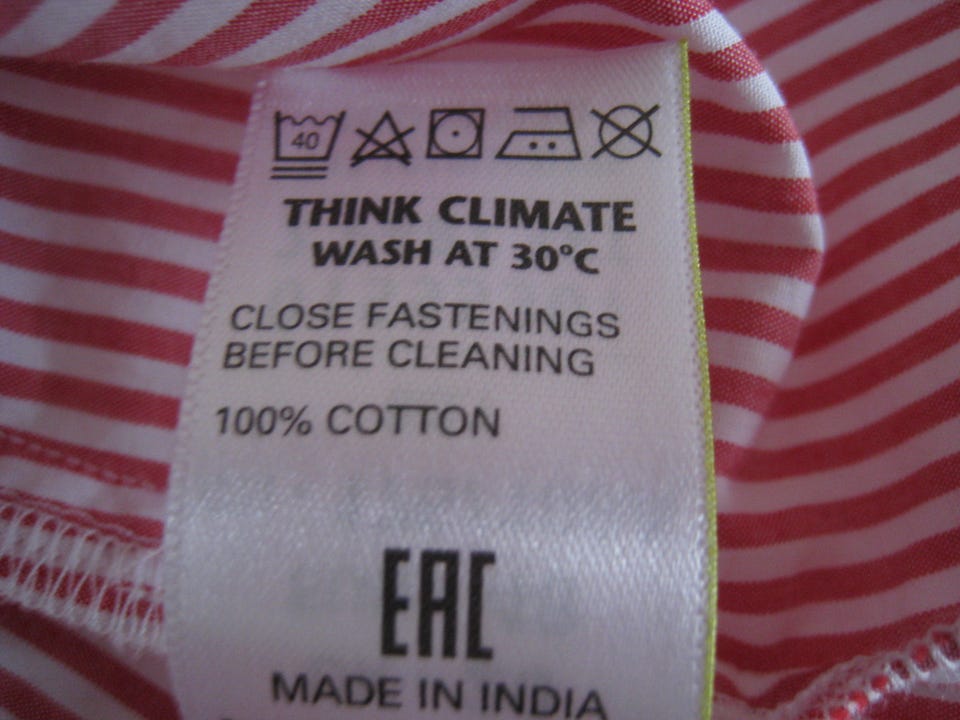 40
THINK CLIMATE
WASH AT 30°C
CLOSE FASTENINGS
BEFORE CLEANING
100% COTTON
EAC
MADE IN INDIA